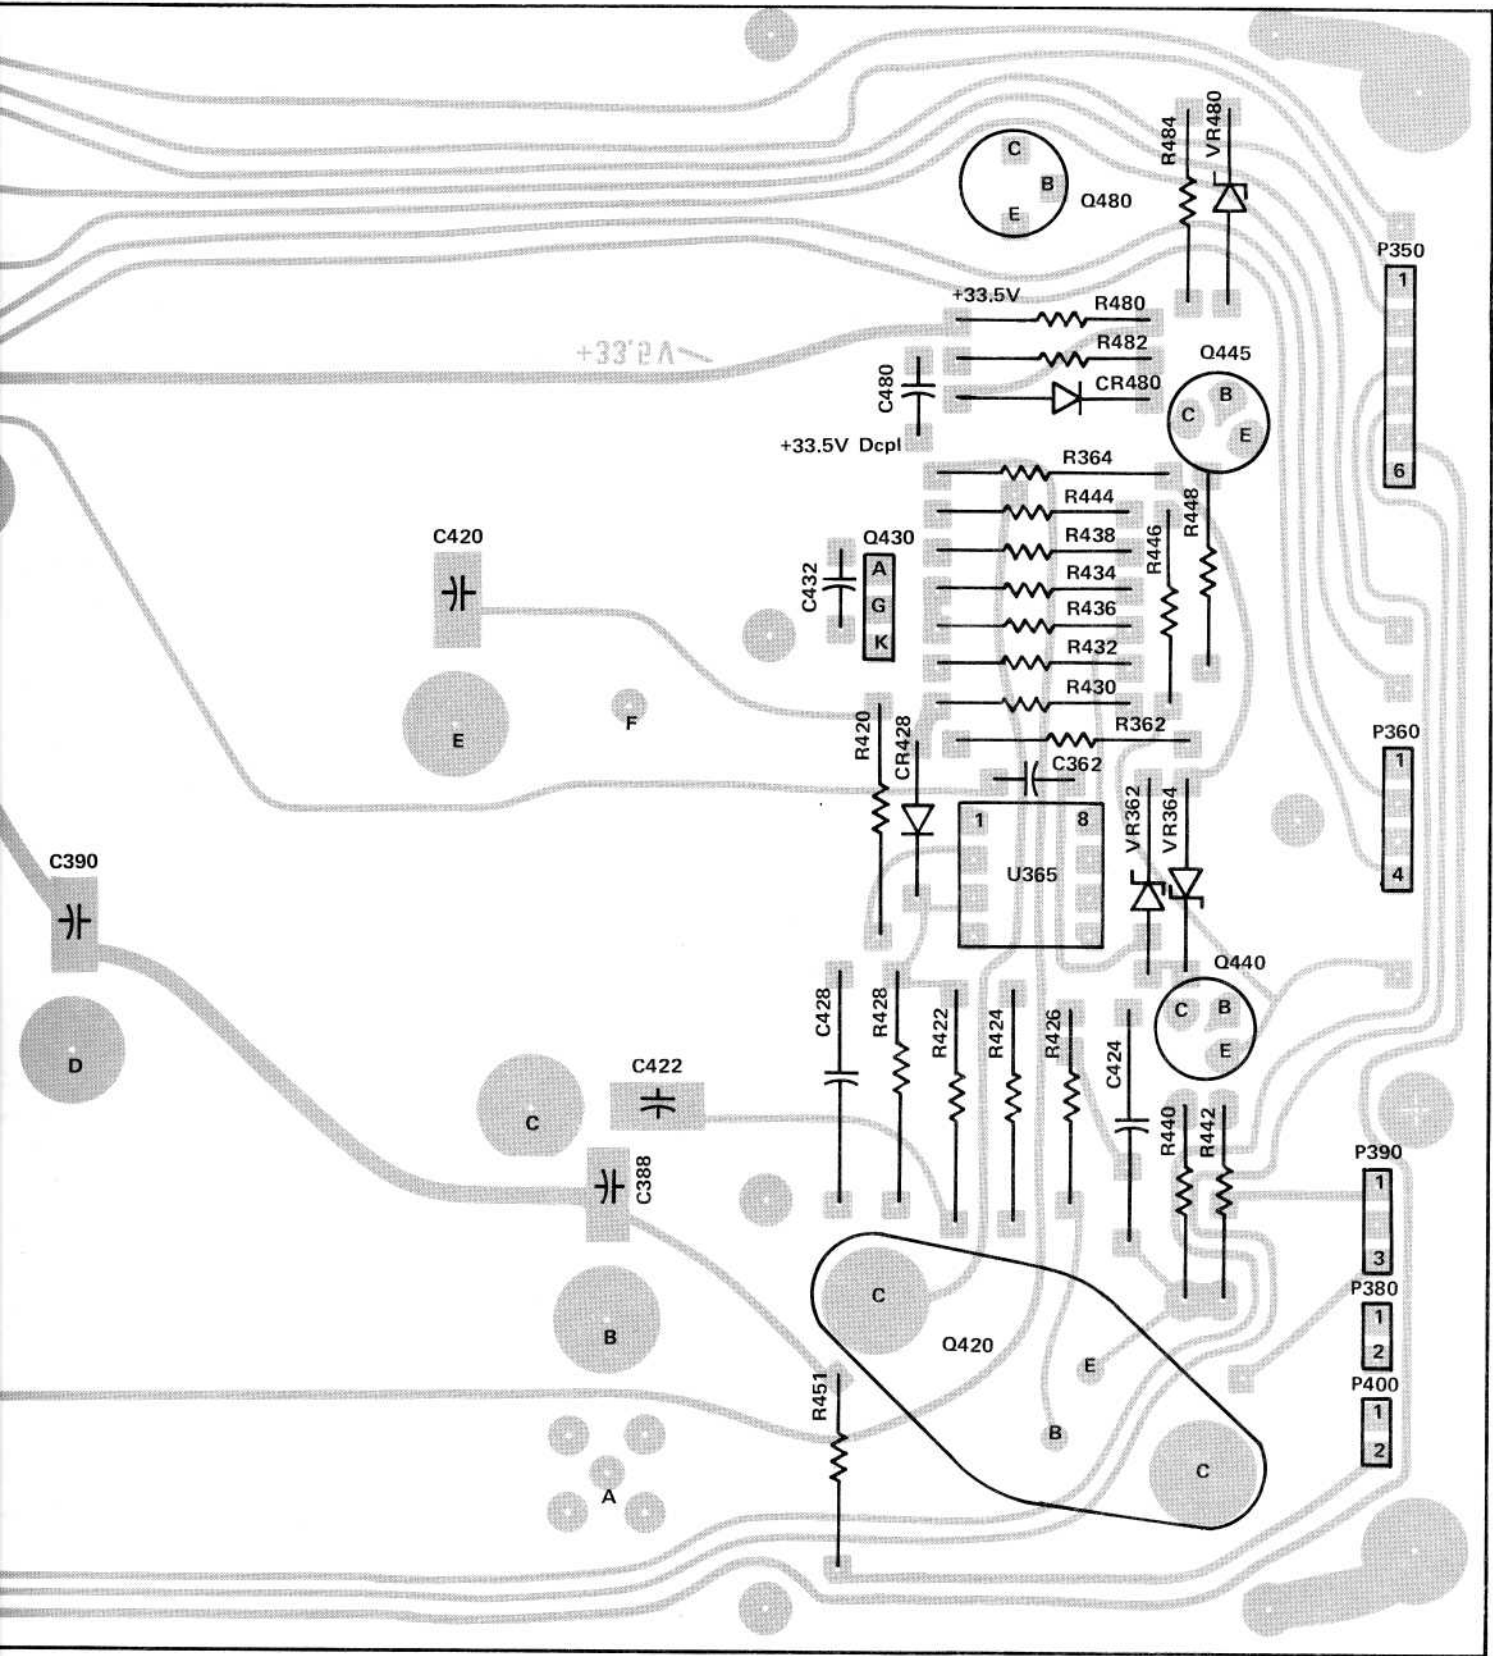 R484
VR480
C
B
E
Q480
P350
1
6
+33.5V
R480
R482
CR480
+33.5V
C480
+33.5V Dcpl
Q445
B
C
E
R364
R444
R438
R434
R436
R432
R430
R362
C362
R446
R448
C420
C432
Q430
A
G
K
E
F
R420
CR428
P360
1
4
1
8
U365
VR362
VR364
C390
D
C428
R428
R422
R424
R426
C424
Q440
C
B
E
C422
C
C388
R440
R442
P390
1
3
B
C
Q420
E
B
C
P380
1
2
P400
1
2
R451
A